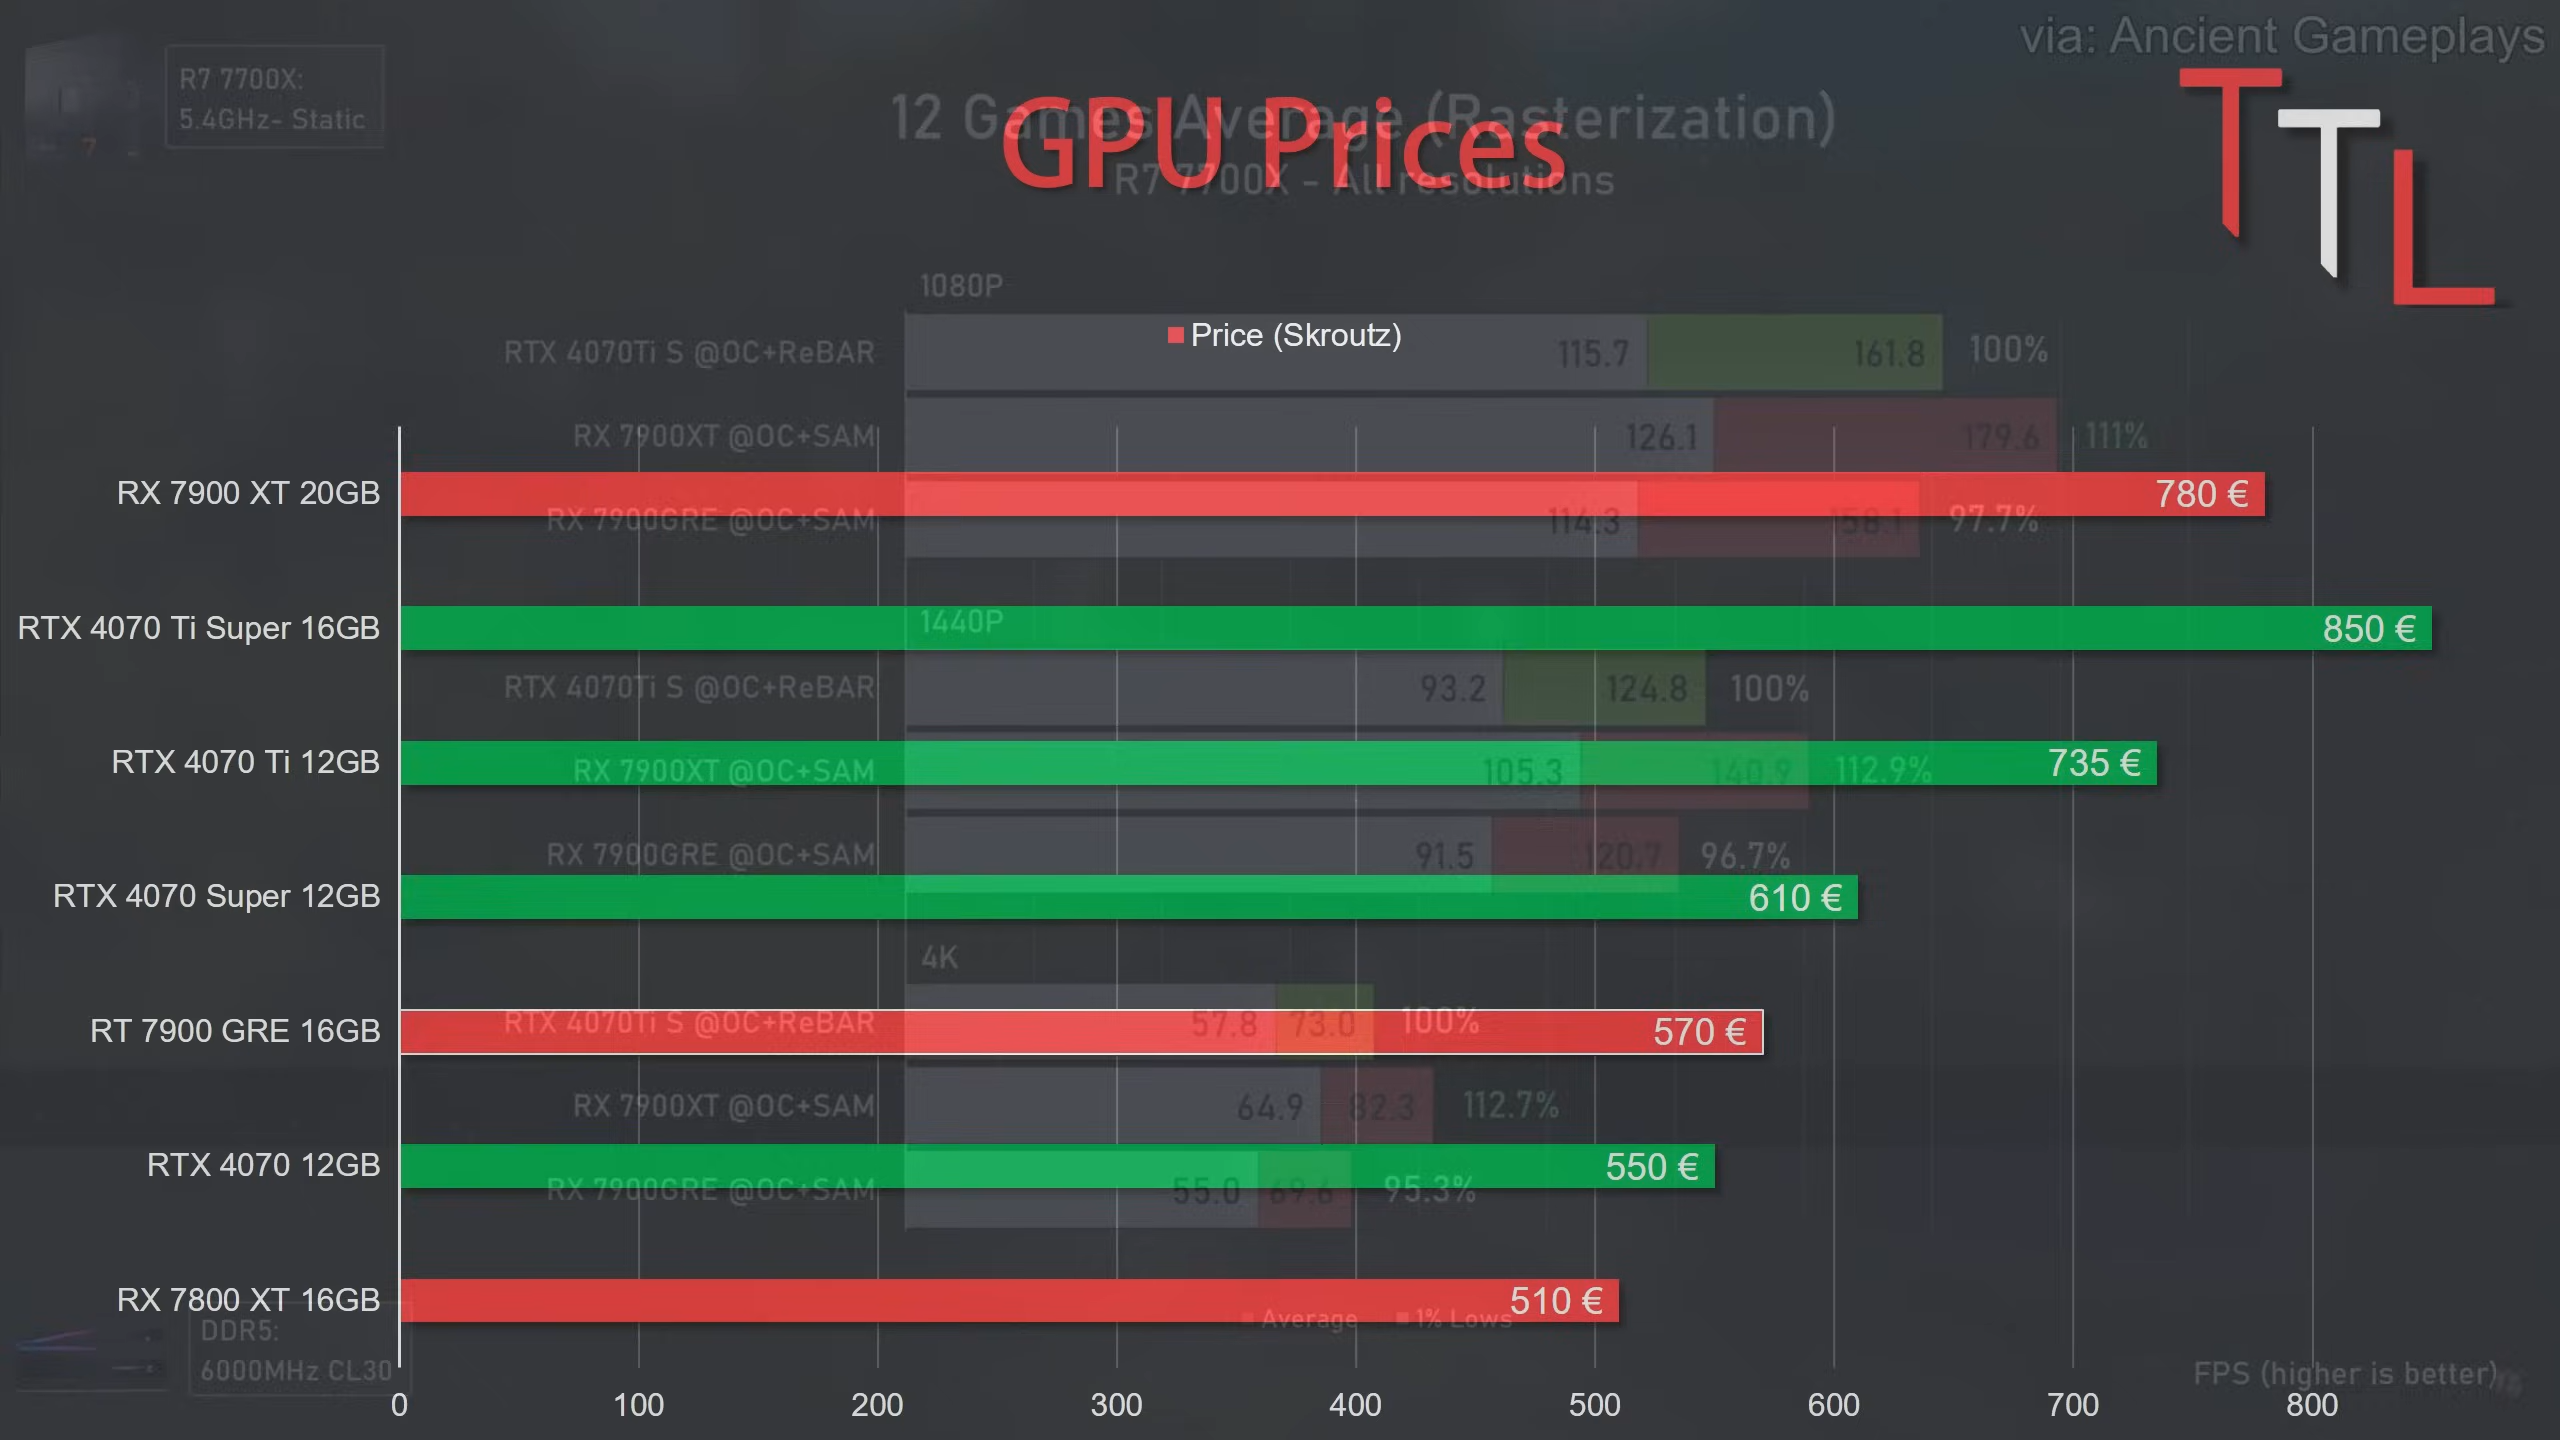 via: Ancient Gameplays
R7 7700X:
5.4GHz- Static
12 Games Average (Rasterization)
GPU Prices
R7 7700X - All resolutions
TTL
1080P
Price (Skroutz)
RTX 4070Ti S @OC+ReBAR 115.7 161.8 100%
RX 7900XT @OC+SAM 126.1 179.6 111%
RX 7900 XT 20GB 780 €
RX 7900GRE @OC+SAM 114.3 158.1 97.7%
1440P
RTX 4070 Ti Super 16GB 850 €
RTX 4070Ti S @OC+ReBAR 93.2 124.8 100%
RTX 4070 Ti 12GB 735 €
RX 7900XT @OC+SAM 105.3 140.9 112.9%
RX 7900GRE @OC+SAM 91.5 120.7 96.7%
RTX 4070 Super 12GB 610 €
4K
RTX 4070Ti S @OC+ReBAR 57.8 73.0 100%
RT 7900 GRE 16GB 570 €
RX 7900XT @OC+SAM 64.9 82.3 112.7%
RTX 4070 12GB 550 €
RX 7900GRE @OC+SAM 55.0 69.6 95.3%
RX 7800 XT 16GB 510 €
Average 1% Lows
DDR5:
6000MHz CL30
FPS (higher is better)
0 100 200 300 400 500 600 700 800